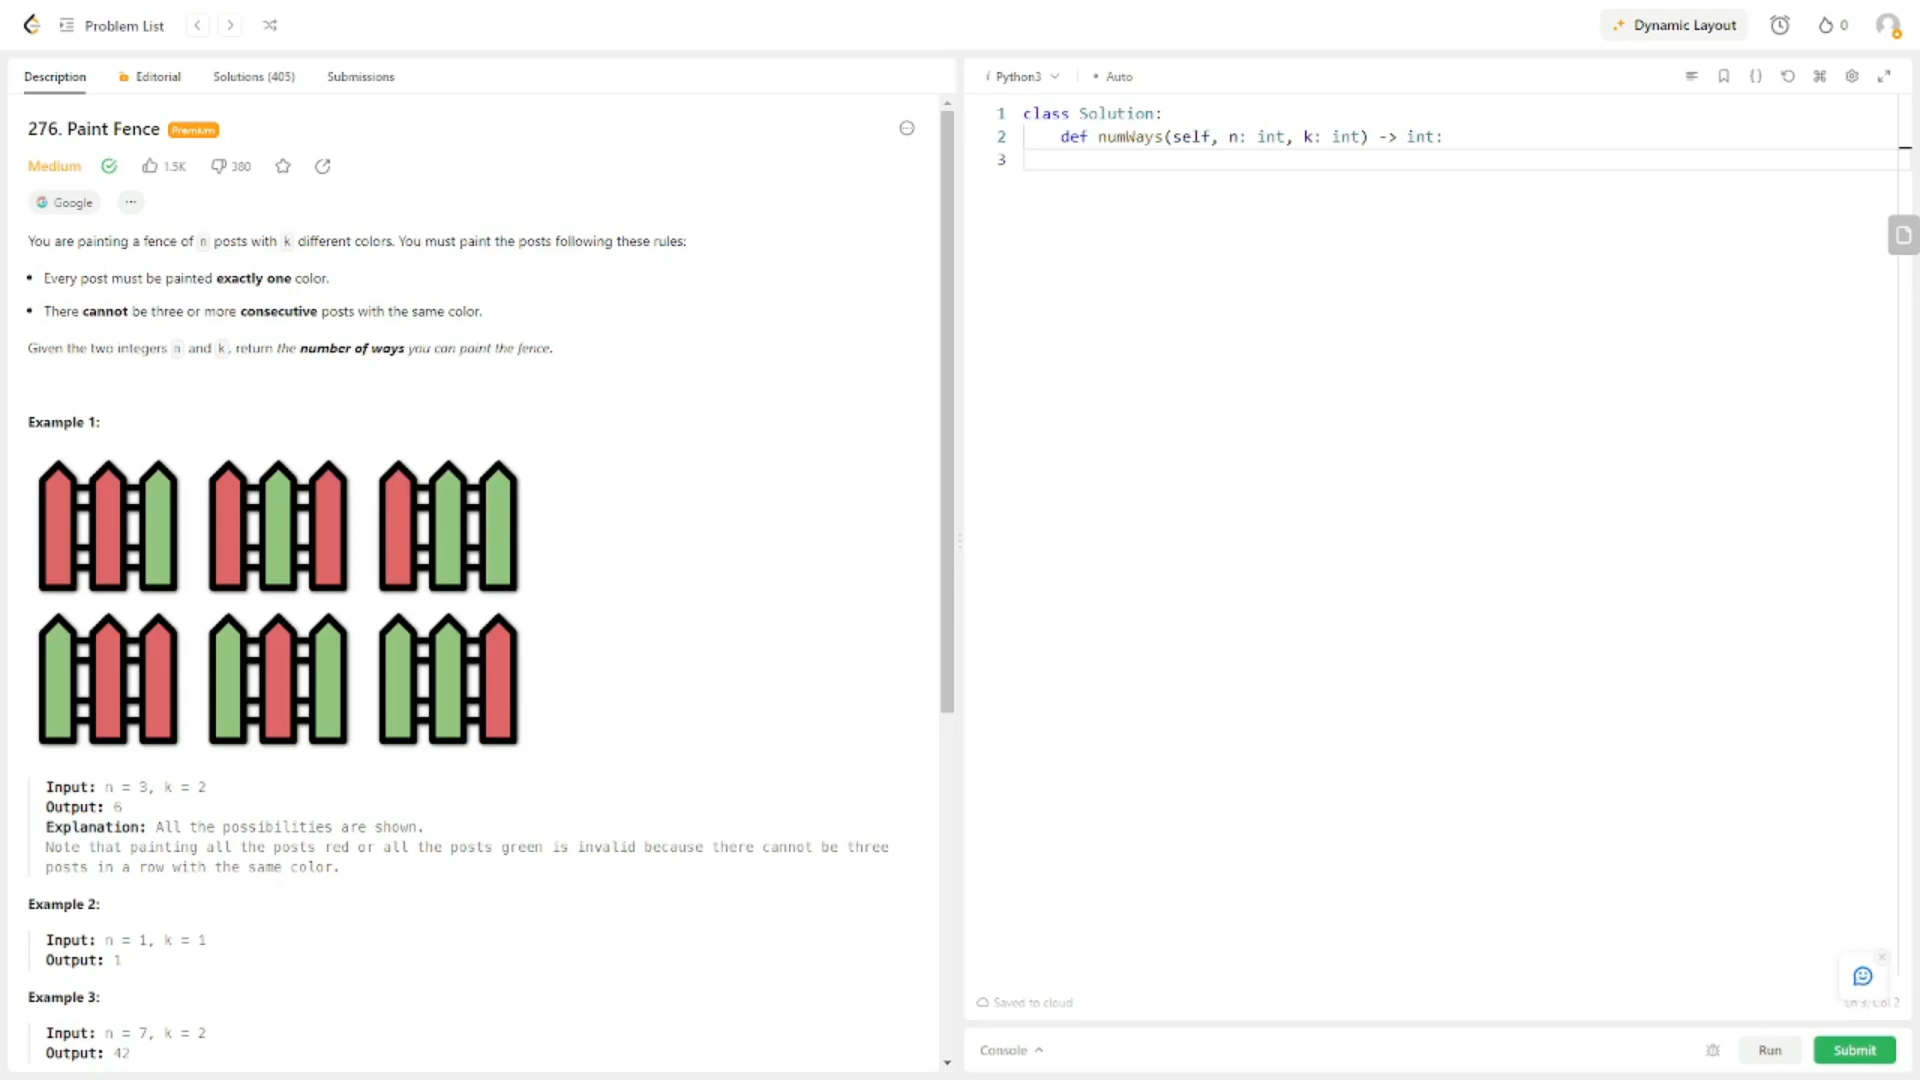 Problem List
Dynamic Layout
0
Description
Editorial
Solutions (405)
Submissions
276. Paint Fence
Premium
Medium
1.5K
380
Google
...
You are painting a fence of n posts with k different colors. You must paint the posts following these rules:
• Every post must be painted exactly one color.
• There cannot be three or more consecutive posts with the same color.
Given the two integers n and k, return the number of ways you can paint the fence.
Example 1:
Input: n = 3, k = 2
Output: 6
Explanation: All the possibilities are shown.
Note that painting all the posts red or all the posts green is invalid because there cannot be three
posts in a row with the same color.
Example 2:
Input: n = 1, k = 1
Output: 1
Example 3:
Input: n = 7, k = 2
Output: 42
i Python3
• Auto
{}
1 class Solution:
2 def numWays(self, n: int, k: int) -> int:
3
Saved to cloud
Ln 3, Col 2
Console
Run
Submit